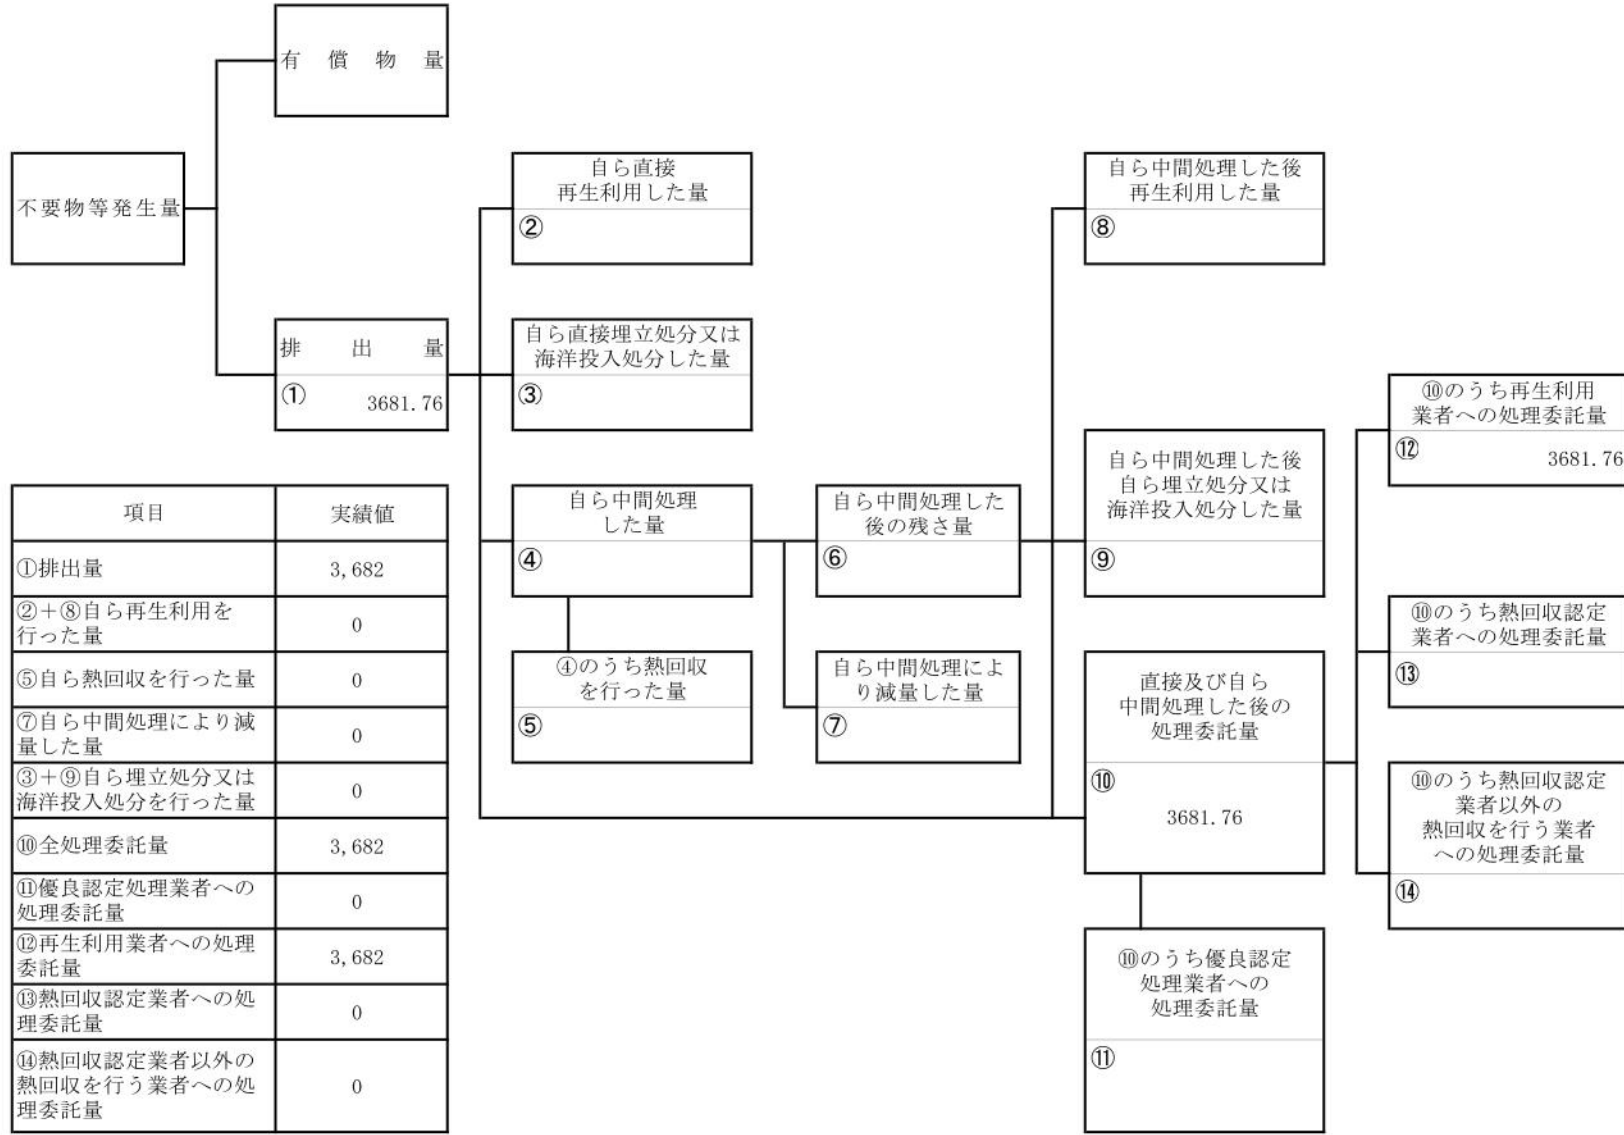 有償物量
不要物等発生量
自ら直接
再生利用した量
②
自ら中間処理した後
再生利用した量
⑧
排出量
①
3681.76
自ら直接埋立処分又は
海洋投入処分した量
③
⑩のうち再生利用
業者への処理委託量
⑫
3681.76
自ら中間処理
した量
④
自ら中間処理した
後の残さ量
⑥
自ら中間処理した後
自ら埋立処分又は
海洋投入処分した量
⑨
⑩のうち熱回収認定
業者への処理委託量
⑬
④のうち熱回収
を行った量
⑤
自ら中間処理によ
り減量した量
⑦
直接及び自ら
中間処理した後の
処理委託量
⑩
3681.76
⑩のうち熱回収認定
業者以外の
熱回収を行う業者
への処理委託量
⑭
⑩のうち優良認定
処理業者への
処理委託量
⑪
項目 実績値
①排出量 3,682
②+⑧自ら再生利用を
行った量 0
⑤自ら熱回収を行った量 0
⑦自ら中間処理により減
量した量 0
③+⑨自ら埋立処分又は
海洋投入処分を行った量 0
⑩全処理委託量 3,682
⑪優良認定処理業者への
処理委託量 0
⑫再生利用業者への処理
委託量 3,682
⑬熱回収認定業者への処
理委託量 0
⑭熱回収認定業者以外の
熱回収を行う業者への処
理委託量 0